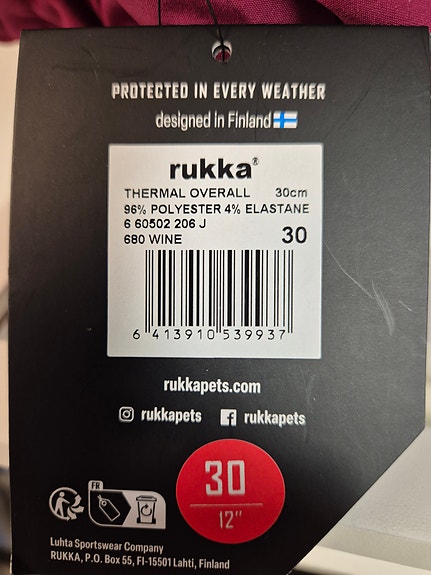 PROTECTED IN EVERY WEATHER
designed in Finland
rukka®
THERMAL OVERALL 30cm
96% POLYESTER 4% ELASTANE
6 60502 206 J
680 WINE 30
6 413910 539937
rukkapets.com
rukkapets rukkapets
30
12"
FR
Luhta Sportswear Company
RUKKA, P.O. Box 55, FI-15501 Lahti, Finland